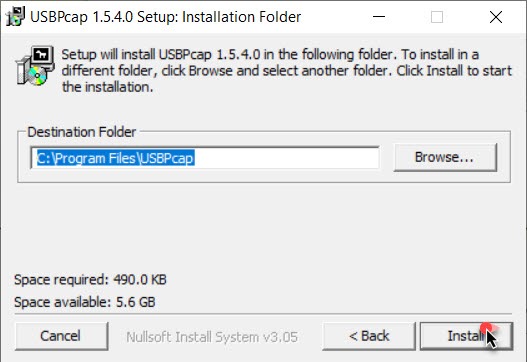 USBPcap 1.5.4.0 Setup: Installation Folder
Setup will install USBPcap 1.5.4.0 in the following folder. To install in a
different folder, click Browse and select another folder. Click Install to start
the installation.
Destination Folder
C:\Program Files\USBPcap
Browse...
Space required: 490.0 KB
Space available: 5.6 GB
Cancel
Nullsoft Install System v3.05
< Back
Install